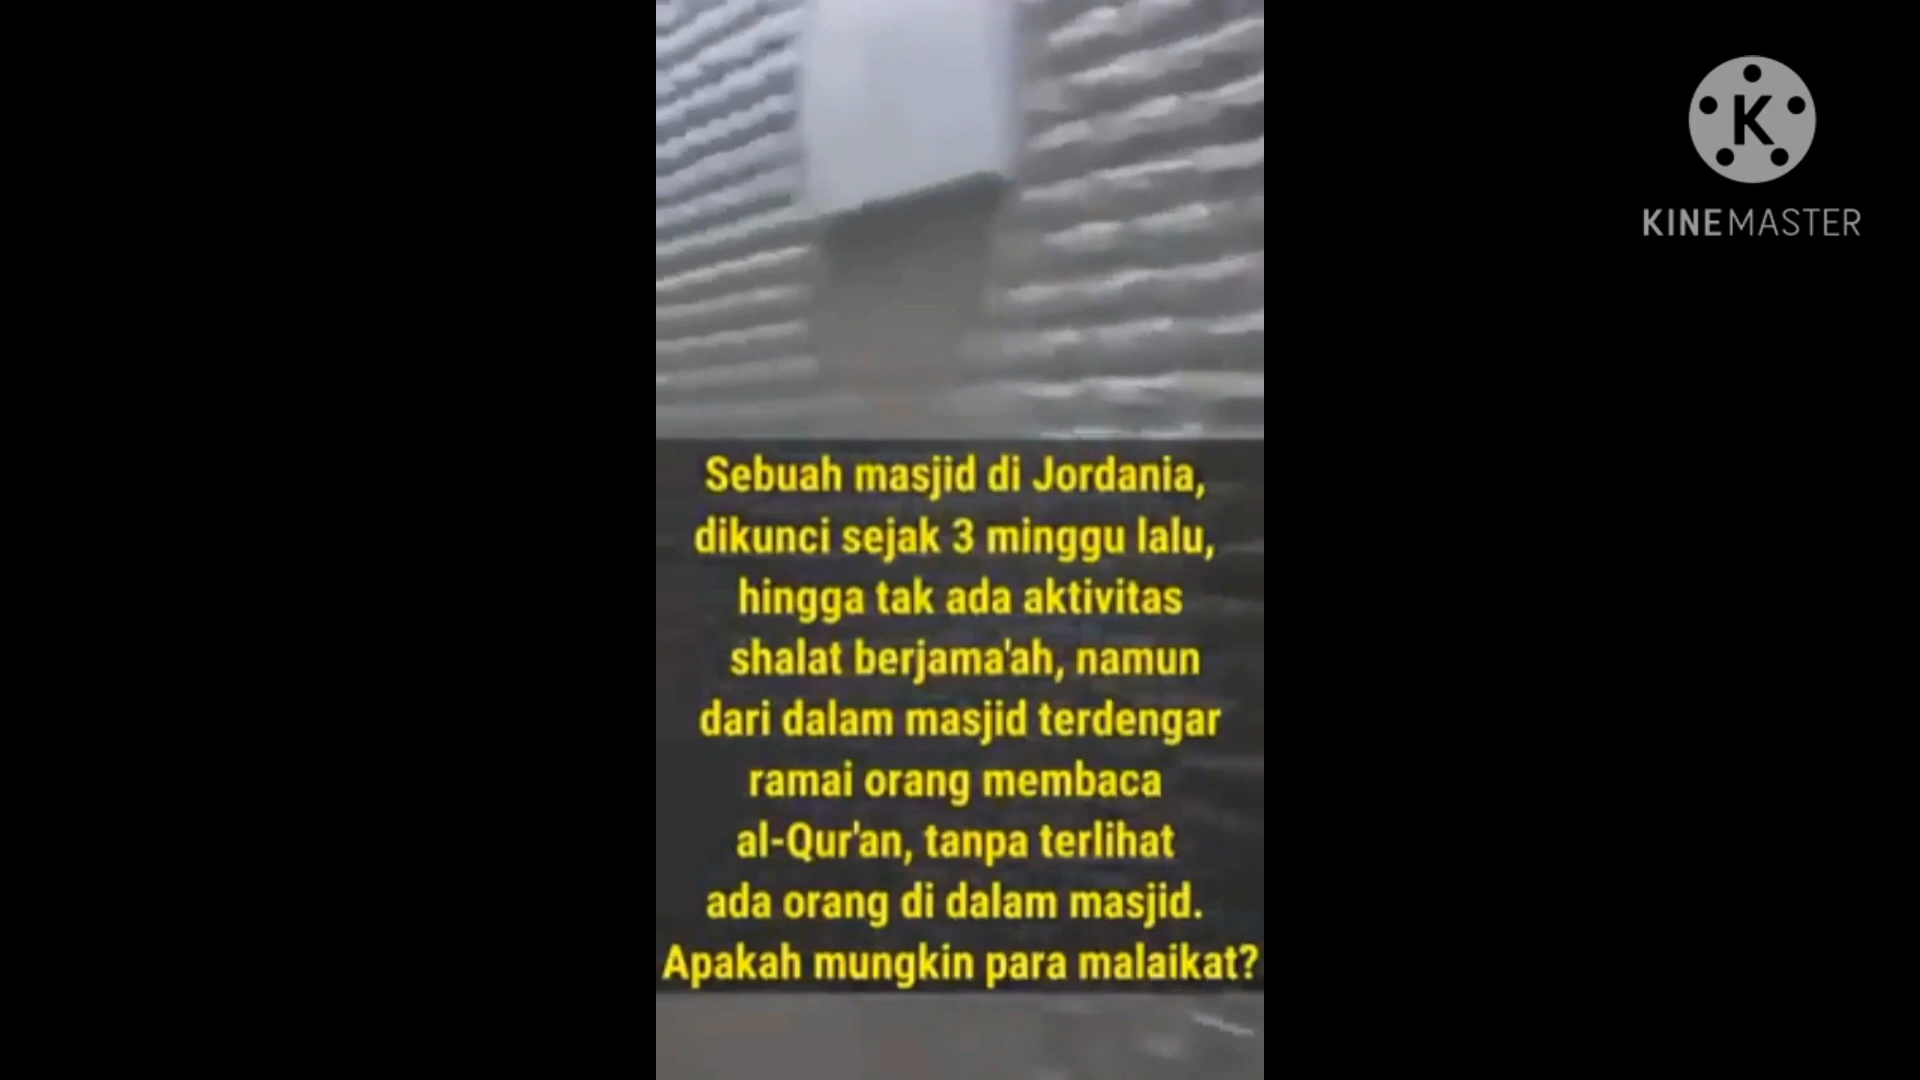 KINEMASTER
Sebuah masjid di Jordania,
dikunci sejak 3 minggu lalu,
hingga tak ada aktivitas
shalat berjama'ah, namun
dari dalam masjid terdengar
ramai orang membaca
al-Qur'an, tanpa terlihat
ada orang di dalam masjid.
Apakah mungkin para malaikat?